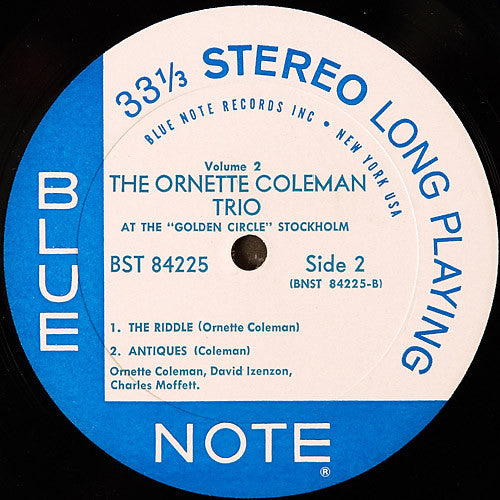 33⅓ STEREO LONG PLAYING
BLUE NOTE RECORDS INC • NEW YORK USA
Volume 2
THE ORNETTE COLEMAN
TRIO
AT THE "GOLDEN CIRCLE" STOCKHOLM
BST 84225
Side 2
(BNST 84225-B)
1. THE RIDDLE (Ornette Coleman)
2. ANTIQUES (Coleman)
Ornette Coleman, David Izenzon,
Charles Moffett.
BLUE
NOTE ®